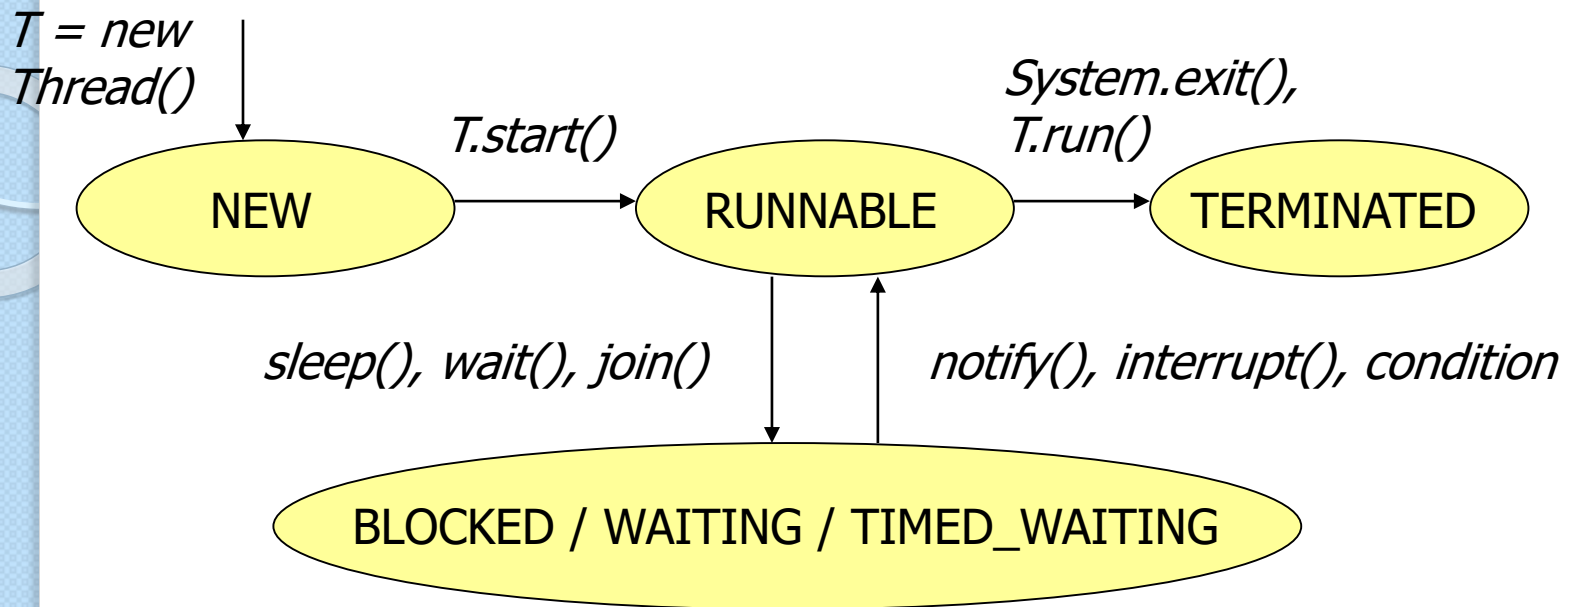 T = new
Thread()
System.exit(),
T.start()
T.run()
NEW
RUNNABLE
TERMINATED
sleep(), wait(), join()
notify(), interrupt(), condition
BLOCKED / WAITING / TIMED_WAITING